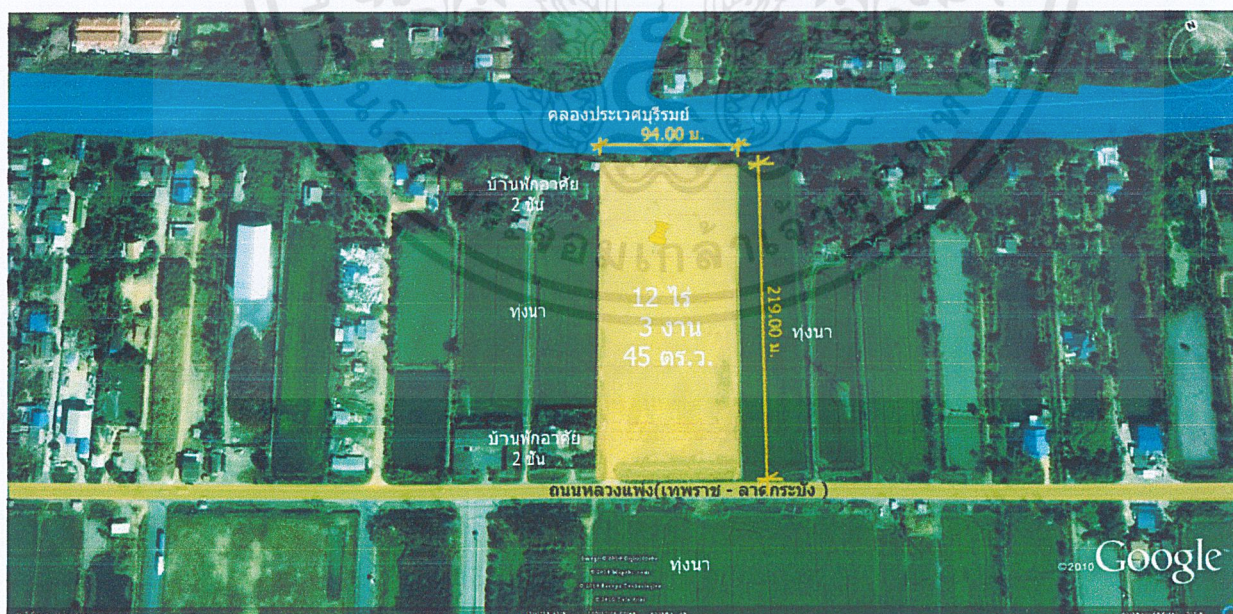 N
คลองประเวศบุรีรมย์
94.00 ม.
บ้านพักอาศัย
2 ชั้น
219.00 ม.
12 ไร่
3 งาน
45 ตร.ว.
ทุ่งนา
ทุ่งนา
บ้านพักอาศัย
2 ชั้น
ถนนหลวงแพ่ง(เทพราช - ลาดกระบัง )
ทุ่งนา
©2010 Google